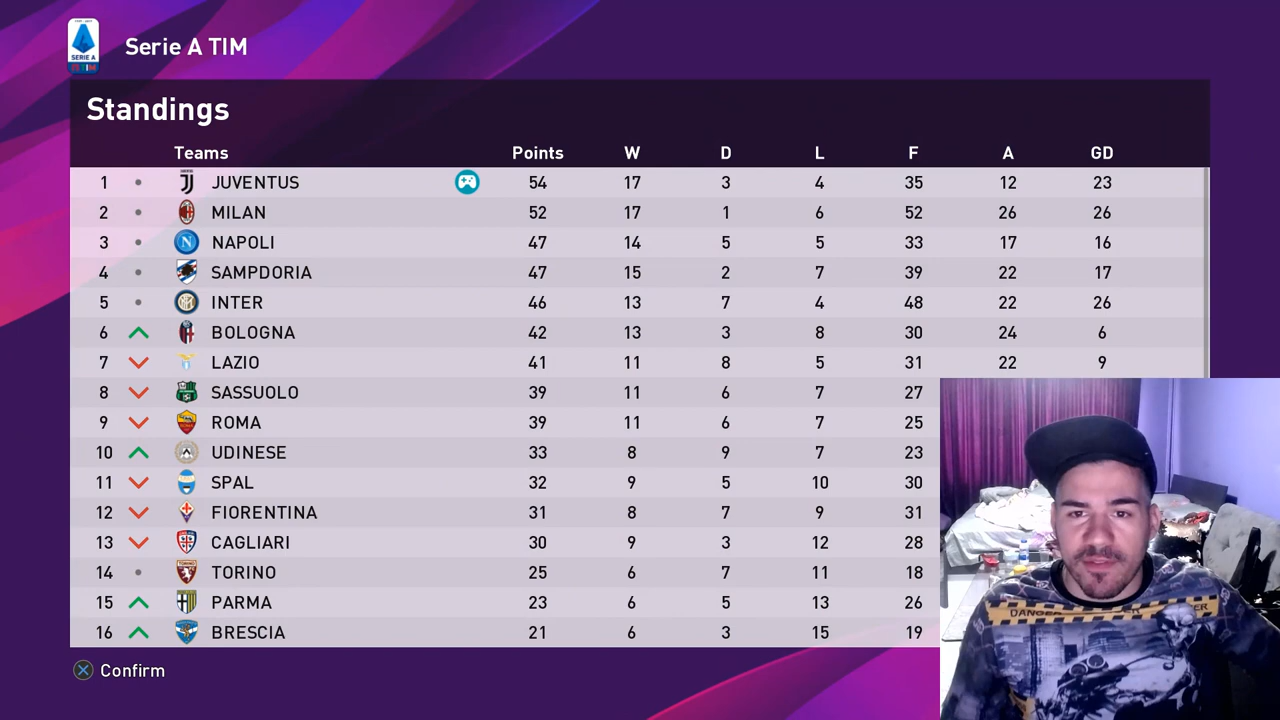 SERIE A
TIM
Serie A TIM
Standings
Teams Points W D L F A GD
1 JUVENTUS 54 17 3 4 35 12 23
2 MILAN 52 17 1 6 52 26 26
3 NAPOLI 47 14 5 5 33 17 16
4 SAMPDORIA 47 15 2 7 39 22 17
5 INTER 46 13 7 4 48 22 26
6 BOLOGNA 42 13 3 8 30 24 6
7 LAZIO 41 11 8 5 31 22 9
8 SASSUOLO 39 11 6 7 27
9 ROMA 39 11 6 7 25
10 UDINESE 33 8 9 7 23
11 SPAL 32 9 5 10 30
12 FIORENTINA 31 8 7 9 31
13 CAGLIARI 30 9 3 12 28
14 TORINO 25 6 7 11 18
15 PARMA 23 6 5 13 26
16 BRESCIA 21 6 3 15 19
Confirm
DANGER